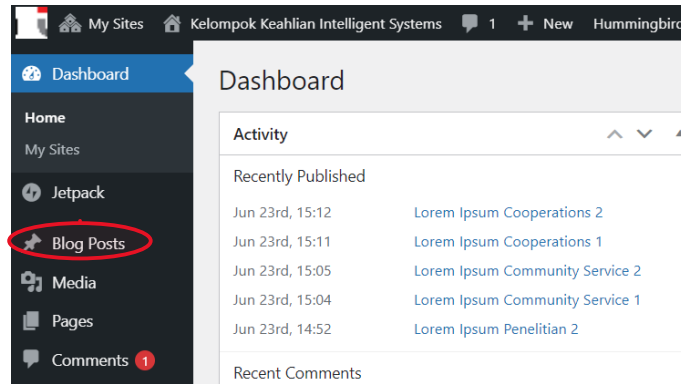 My Sites Kelompok Keahlian Intelligent Systems 1 New Hummingbird
Dashboard
Home
My Sites
Jetpack
Blog Posts
Media
Pages
Comments 1
Dashboard
Activity
Recently Published
Jun 23rd, 15:12 Lorem Ipsum Cooperations 2
Jun 23rd, 15:11 Lorem Ipsum Cooperations 1
Jun 23rd, 15:05 Lorem Ipsum Community Service 2
Jun 23rd, 15:04 Lorem Ipsum Community Service 1
Jun 23rd, 14:52 Lorem Ipsum Penelitian 2
Recent Comments